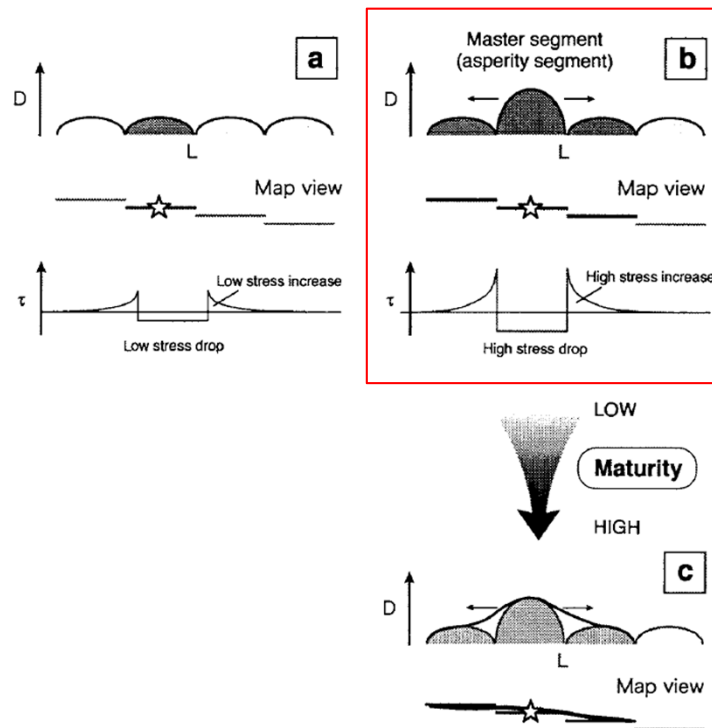 a
D
L
Map view
τ
Low stress increase
Low stress drop
Master segment
(asperity segment)
b
D
L
Map view
τ
High stress increase
High stress drop
LOW
Maturity
HIGH
c
D
L
Map view